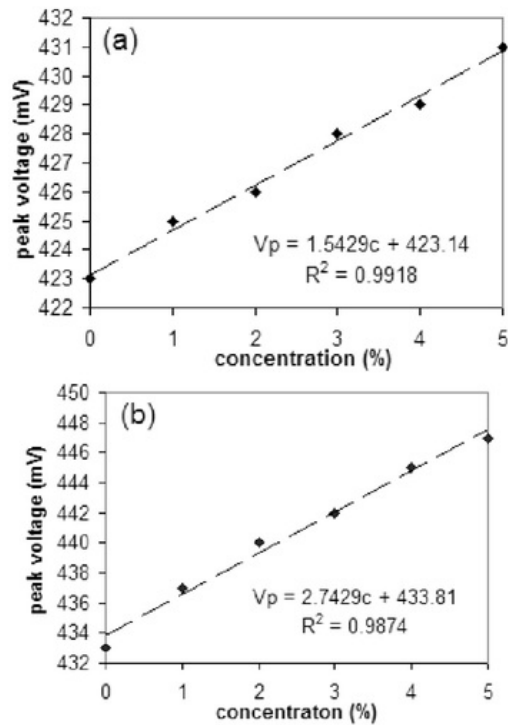 (a)
432
431
430
429
428
427
426
425
424
423
422
peak voltage (mV)
Vp = 1.5429c + 423.14
R² = 0.9918
0 1 2 3 4 5
concentration (%)
(b)
450
448
446
444
442
440
438
436
434
432
peak voltage (mV)
Vp = 2.7429c + 433.81
R² = 0.9874
0 1 2 3 4 5
concentration (%)